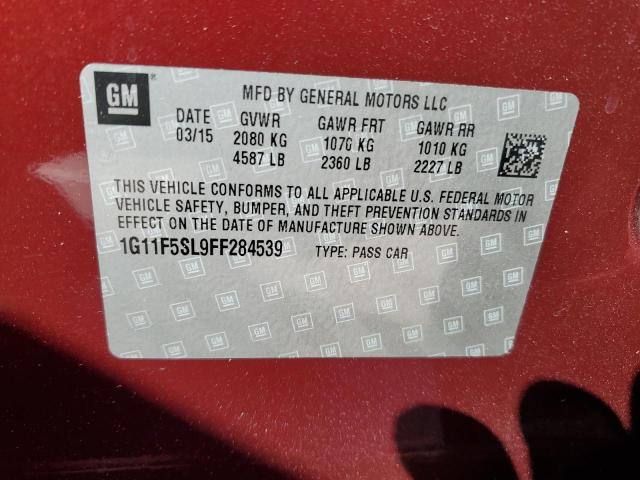 GM ® MFD BY GENERAL MOTORS LLC
DATE GVWR GAWR FRT GAWR RR
03/15 2080 KG 1070 KG 1010 KG
4587 LB 2360 LB 2227 LB
THIS VEHICLE CONFORMS TO ALL APPLICABLE U.S. FEDERAL MOTOR
VEHICLE SAFETY, BUMPER, AND THEFT PREVENTION STANDARDS IN
EFFECT ON THE DATE OF MANUFACTURE SHOWN ABOVE.
1G11F5SL9FF284539 TYPE: PASS CAR